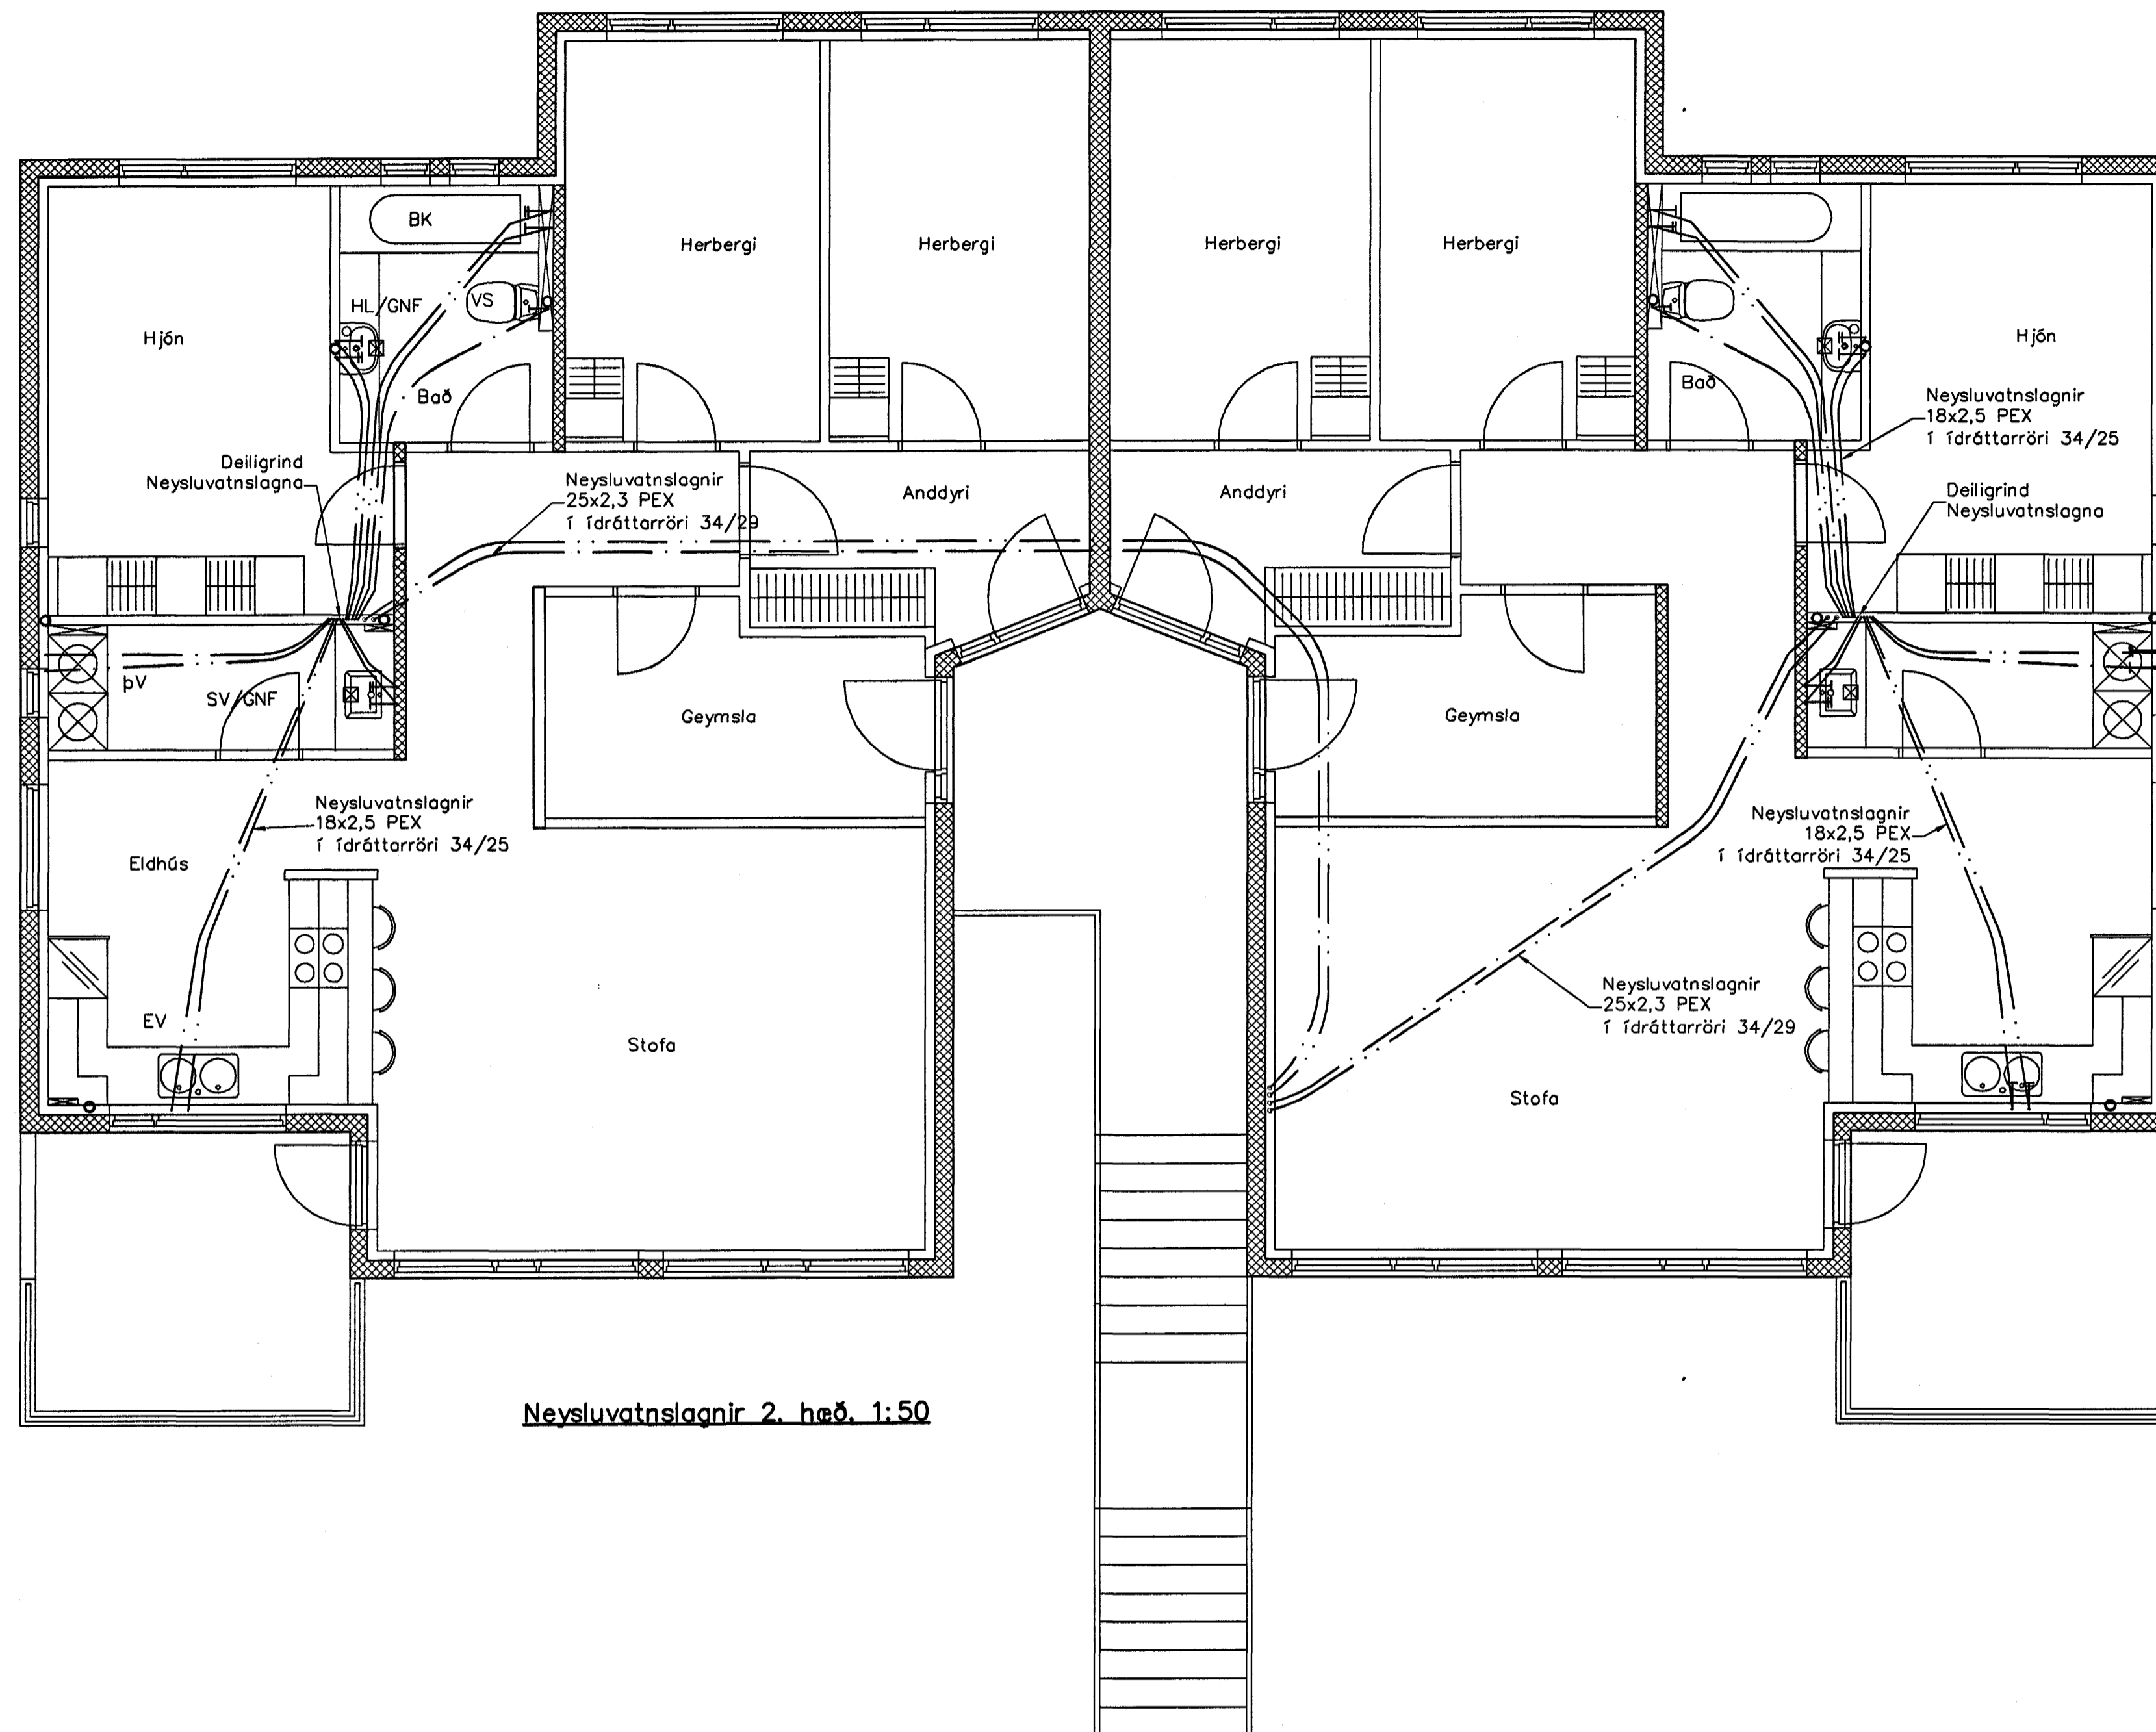 BK
Herbergi
Herbergi
Herbergi
Herbergi
HL/GNF
VS
Hjón
Hjón
Bað
Bað
Neysluvatnslagnir
18x2,5 PEX
í ídráttarröri 34/25
Deiligrind
Neysluvatnslagna
Neysluvatnslagnir
25x2,3 PEX
í ídráttarröri 34/29
Anddyri
Anddyri
Deiligrind
Neysluvatnslagna
þV
SV/GNF
Geymsla
Geymsla
Neysluvatnslagnir
18x2,5 PEX
í ídráttarröri 34/25
Neysluvatnslagnir
18x2,5 PEX
í ídráttarröri 34/25
Eldhús
EV
Stofa
Neysluvatnslagnir
25x2,3 PEX
í ídráttarröri 34/29
Stofa
Neysluvatnslagnir 2. hæð. 1:50